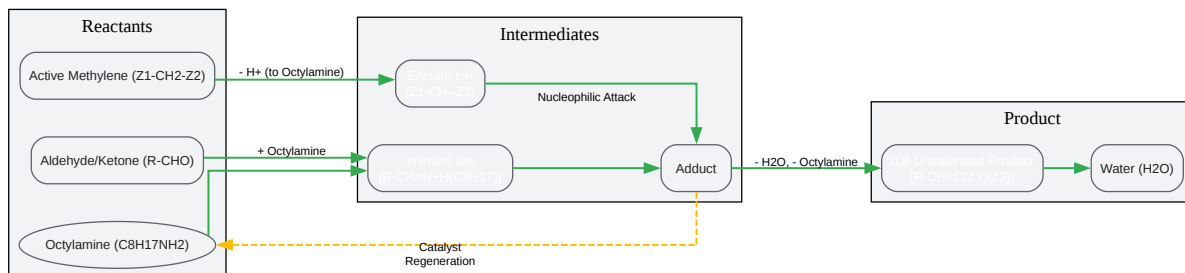 Reactants
Intermediates
Product
Active Methylene (Z1-CH2-Z2)
- H+ (to Octylamine)
Enolate Ion
[Z1-CH--Z2]
Nucleophilic Attack
Aldehyde/Ketone (R-CHO)
+ Octylamine
Iminium Ion
[R-CH=N+H(C8H17)]
Adduct
- H2O, - Octylamine
α,β-Unsaturated Product
(R-CH=C(Z1)(Z2))
Water (H2O)
Octylamine (C8H17NH2)
Catalyst
Regeneration